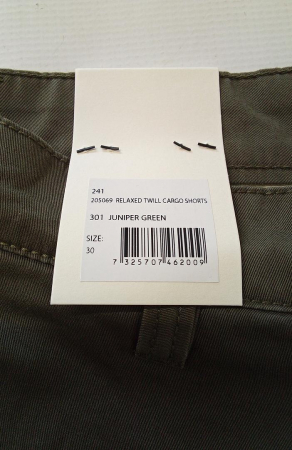 241
205069 RELAXED TWILL CARGO SHORTS
301 JUNIPER GREEN
SIZE:
30
7 325707 462009